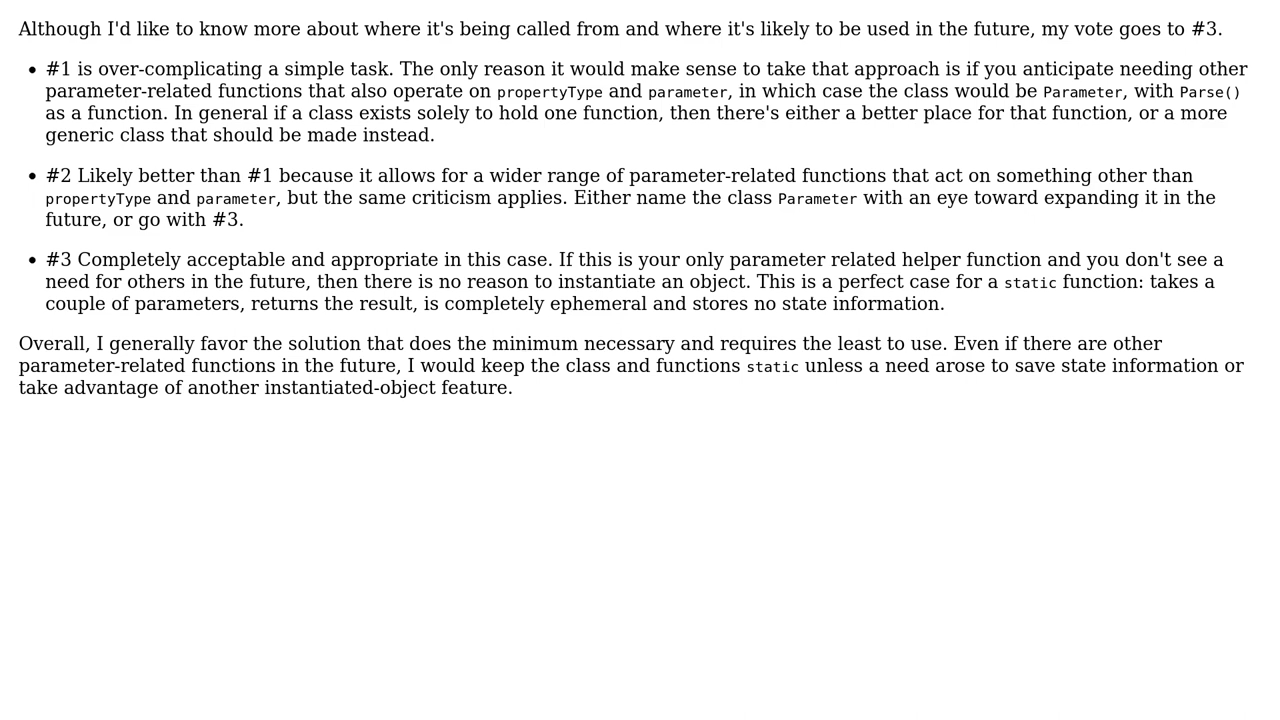 Although I'd like to know more about where it's being called from and where it's likely to be used in the future, my vote goes to #3.
• #1 is over-complicating a simple task. The only reason it would make sense to take that approach is if you anticipate needing other
parameter-related functions that also operate on propertyType and parameter, in which case the class would be Parameter, with Parse()
as a function. In general if a class exists solely to hold one function, then there's either a better place for that function, or a more
generic class that should be made instead.
• #2 Likely better than #1 because it allows for a wider range of parameter-related functions that act on something other than
propertyType and parameter, but the same criticism applies. Either name the class Parameter with an eye toward expanding it in the
future, or go with #3.
• #3 Completely acceptable and appropriate in this case. If this is your only parameter related helper function and you don't see a
need for others in the future, then there is no reason to instantiate an object. This is a perfect case for a static function: takes a
couple of parameters, returns the result, is completely ephemeral and stores no state information.
Overall, I generally favor the solution that does the minimum necessary and requires the least to use. Even if there are other
parameter-related functions in the future, I would keep the class and functions static unless a need arose to save state information or
take advantage of another instantiated-object feature.